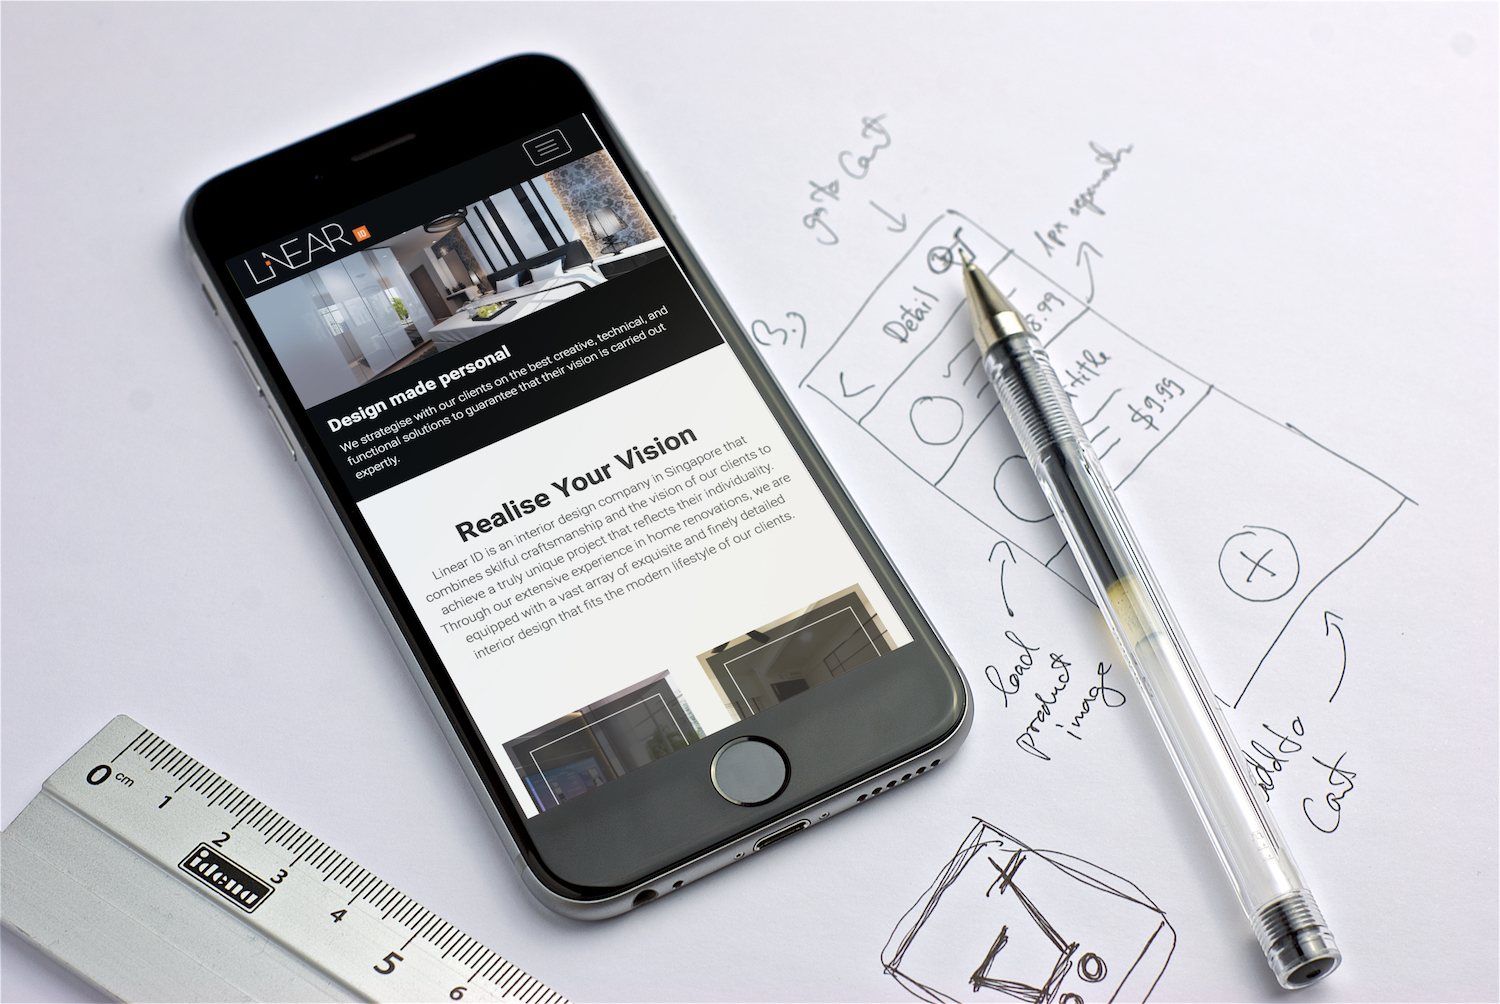 LINEAR ID
Design made personal
We strategise with our clients on the best creative, technical, and
functional solutions to guarantee that their vision is carried out
expertly.
Realise Your Vision
Linear ID is an interior design company in Singapore that
combines skilful craftsmanship and the vision of our clients to
achieve a truly unique project that reflects their individuality.
Through our extensive experience in home renovations, we are
equipped with a vast array of exquisite and finely detailed
interior design that fits the modern lifestyle of our clients.
go to Cart
1px separator
3.)
Detail
8.99
title
$9.99
load
product
image
add to
Cart
0 cm 1 2 3 4 5 6
idena